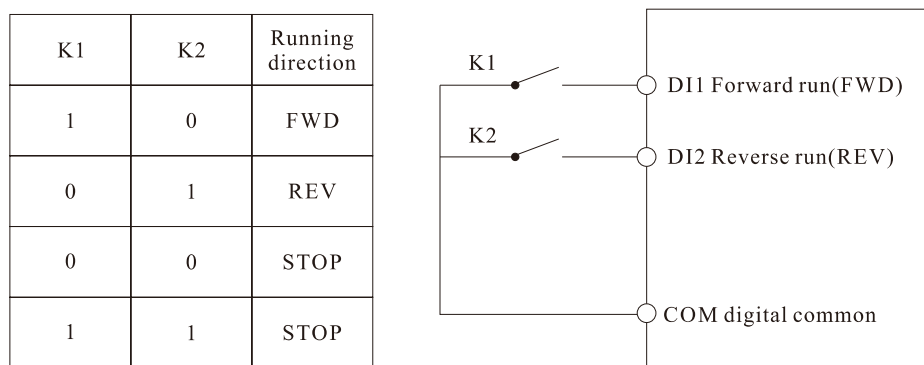 K1 K2 Running direction
1 0 FWD
0 1 REV
0 0 STOP
1 1 STOP
K1
DI1 Forward run(FWD)
K2
DI2 Reverse run(REV)
COM digital common